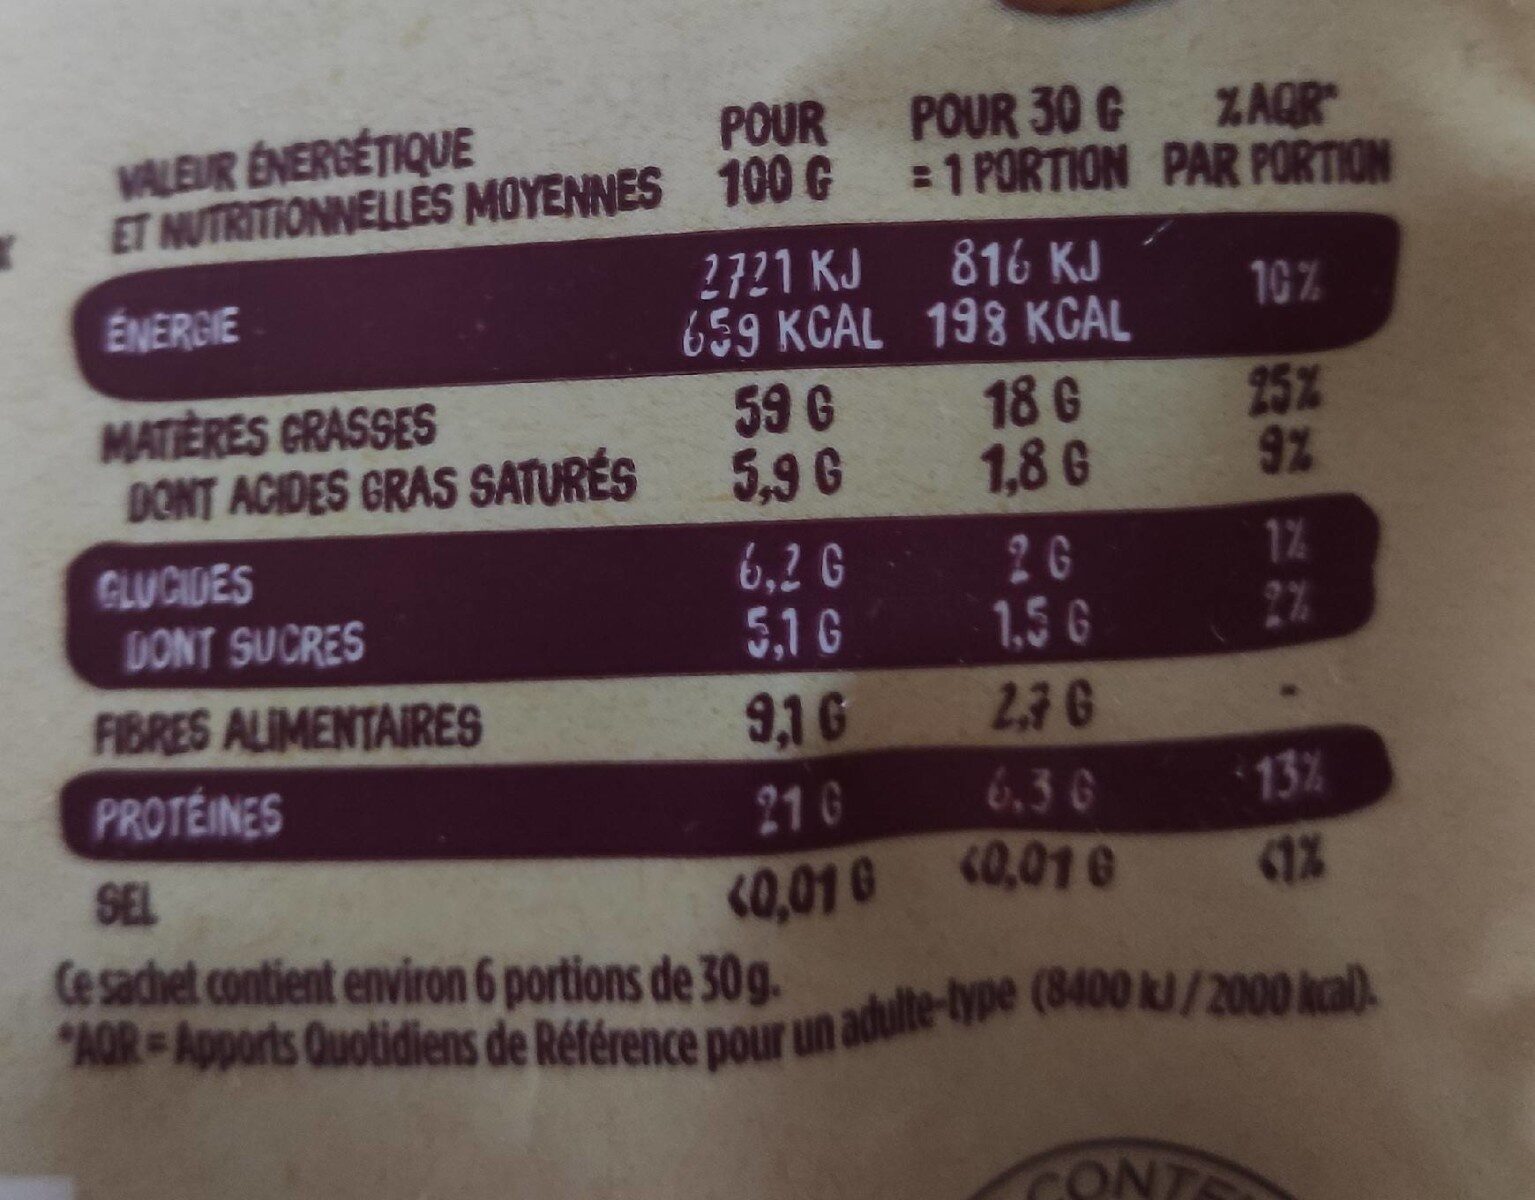 VALEUR ÉNERGÉTIQUE
ET NUTRITIONNELLES MOYENNES POUR 100 G POUR 30 G = 1 PORTION % AQR* PAR PORTION
ÉNERGIE 2721 KJ 816 KJ 10%
659 KCAL 198 KCAL
MATIÈRES GRASSES 59 G 18 G 25%
DONT ACIDES GRAS SATURÉS 5,9 G 1,8 G 9%
GLUCIDES 6,2 G 2 G 1%
DONT SUCRES 5,1 G 1,5 G 2%
FIBRES ALIMENTAIRES 9,1 G 2,7 G -
PROTÉINES 21 G 6,3 G 13%
SEL <0,01 G <0,01 G <1%
Ce sachet contient environ 6 portions de 30 g.
*AQR = Apports Quotidiens de Référence pour un adulte-type (8400 kJ / 2000 kcal).